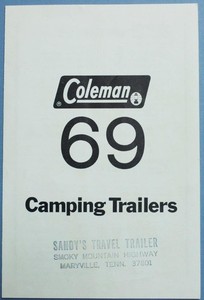 Coleman
69
Camping Trailers
SANDY'S TRAVEL TRAILER
SMOKY MOUNTAIN HIGHWAY
MARYVILLE, TENN. 37801